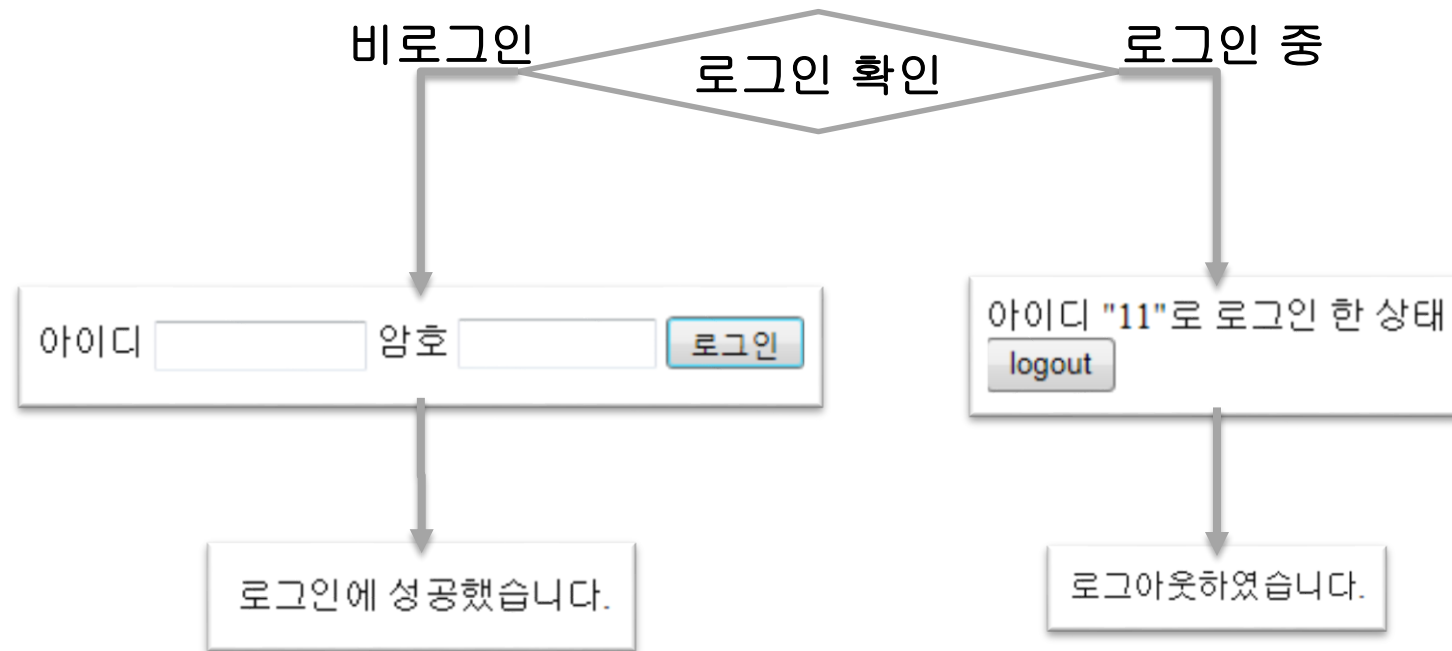 비로그인
로그인 확인
로그인 중
아이디 암호 로그인
아이디 "11"로 로그인 한 상태
logout
로그인에 성공했습니다.
로그아웃하였습니다.